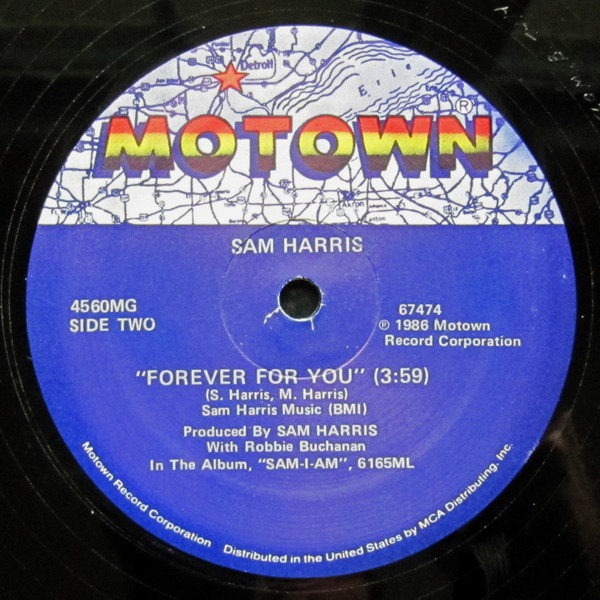 Detroit
Erie
MOTOWN®
Akron
Canton
SAM HARRIS
4560MG
SIDE TWO
67474
℗ 1986 Motown
Record Corporation
"FOREVER FOR YOU" (3:59)
(S. Harris, M. Harris)
Sam Harris Music (BMI)
Produced By SAM HARRIS
With Robbie Buchanan
In The Album, "SAM-I-AM", 6165ML
Motown Record Corporation Distributed in the United States by MCA Distributing, Inc.